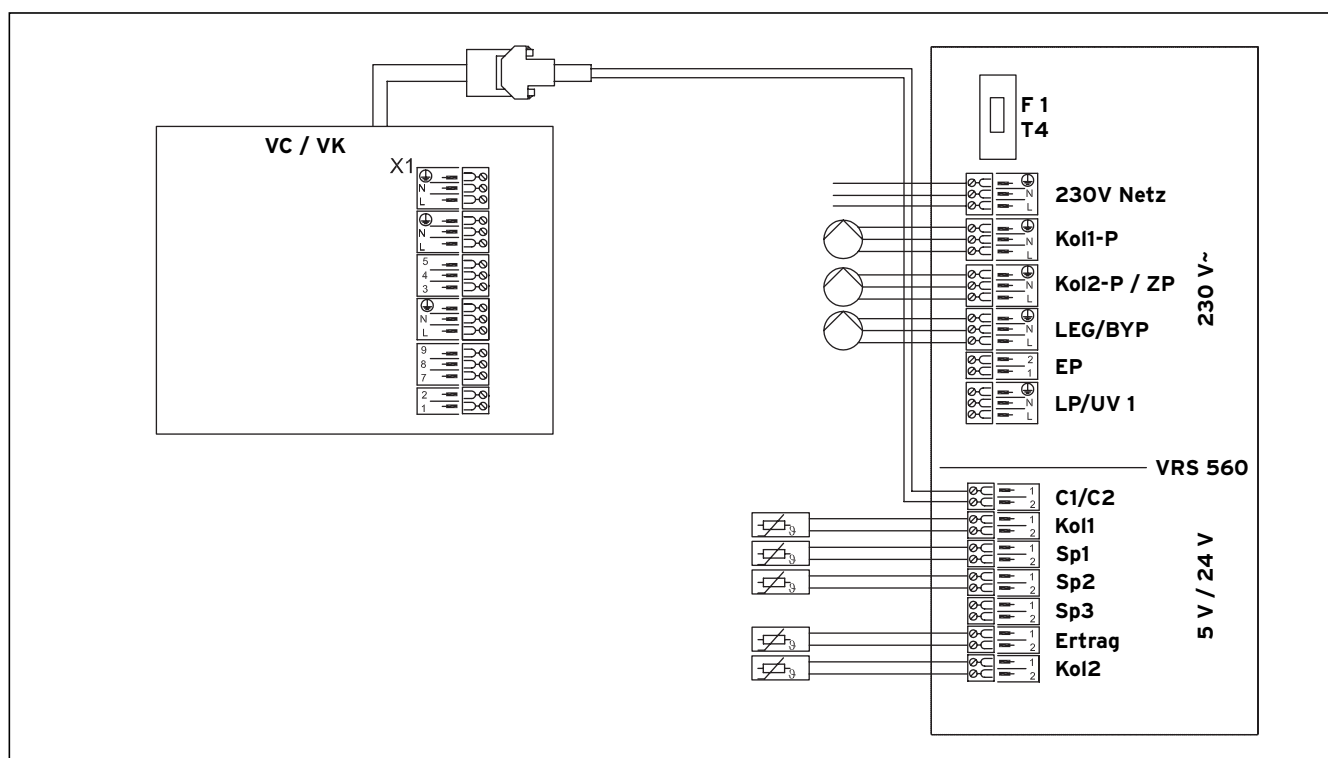 VC / VK
X1
N
L
N
L
5
4
3
N
L
9
8
7
2
1
F 1
T4
N
L
230V Netz
N
L
Kol1-P
N
L
Kol2-P / ZP
N
L
LEG/BYP
2
1
EP
N
L
LP/UV 1
230 V~
VRS 560
1
2
C1/C2
ϑ
1
2
Kol1
ϑ
1
2
Sp1
ϑ
1
2
Sp2
1
2
Sp3
ϑ
1
2
Ertrag
ϑ
1
2
Kol2
5 V / 24 V